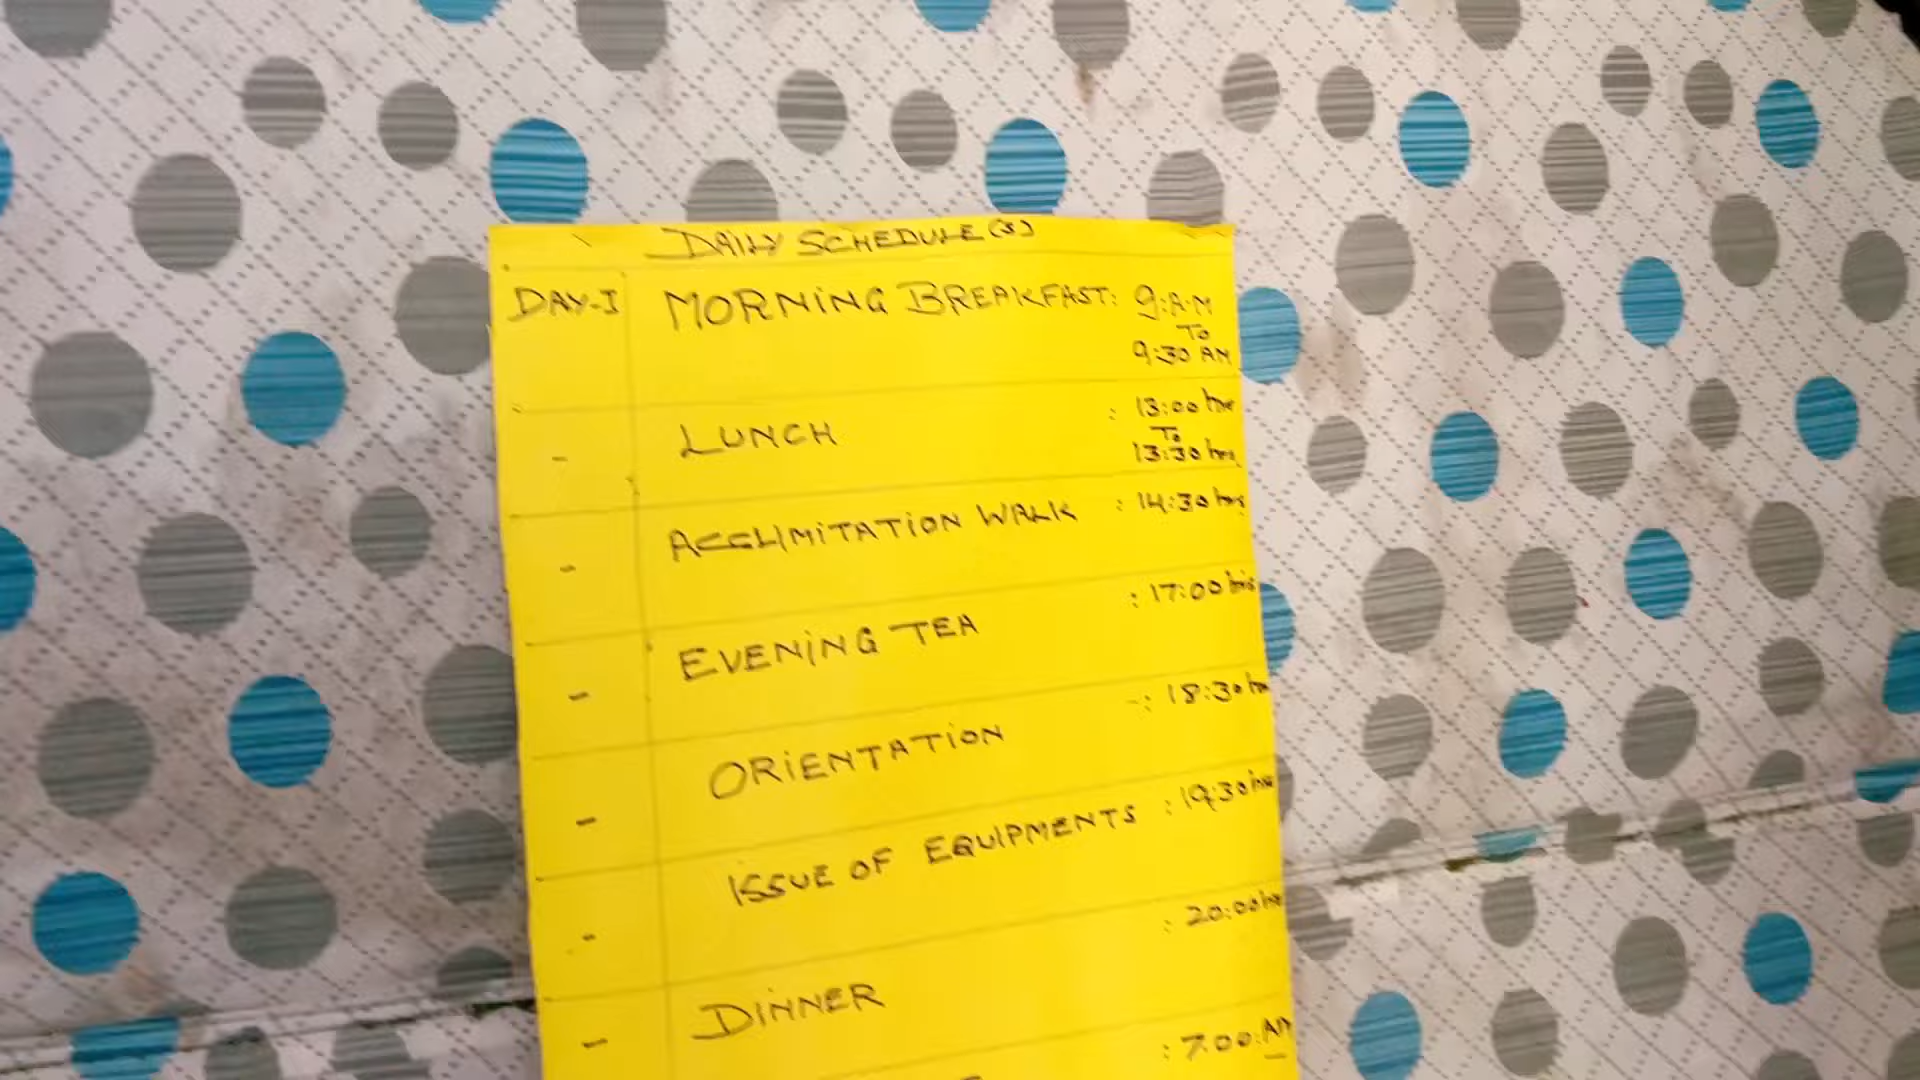 DAILY SCHEDULE(S)
DAY-I MORNING BREAKFAST: 9:A.M
To
9:30 AM
- LUNCH : 13:00 hrs
To
13:30 hrs
- ACCLIMITATION WALK : 14:30 hrs
- EVENING TEA : 17:00 hrs
- ORIENTATION -: 18:30 hrs
- ISSUE OF EQUIPMENTS : 19:30 hrs
- DINNER : 20:00 hrs
: 7.00.AM